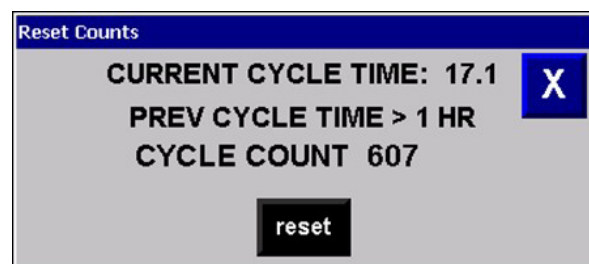 Reset Counts
CURRENT CYCLE TIME: 17.1
X
PREV CYCLE TIME > 1 HR
CYCLE COUNT 607
reset